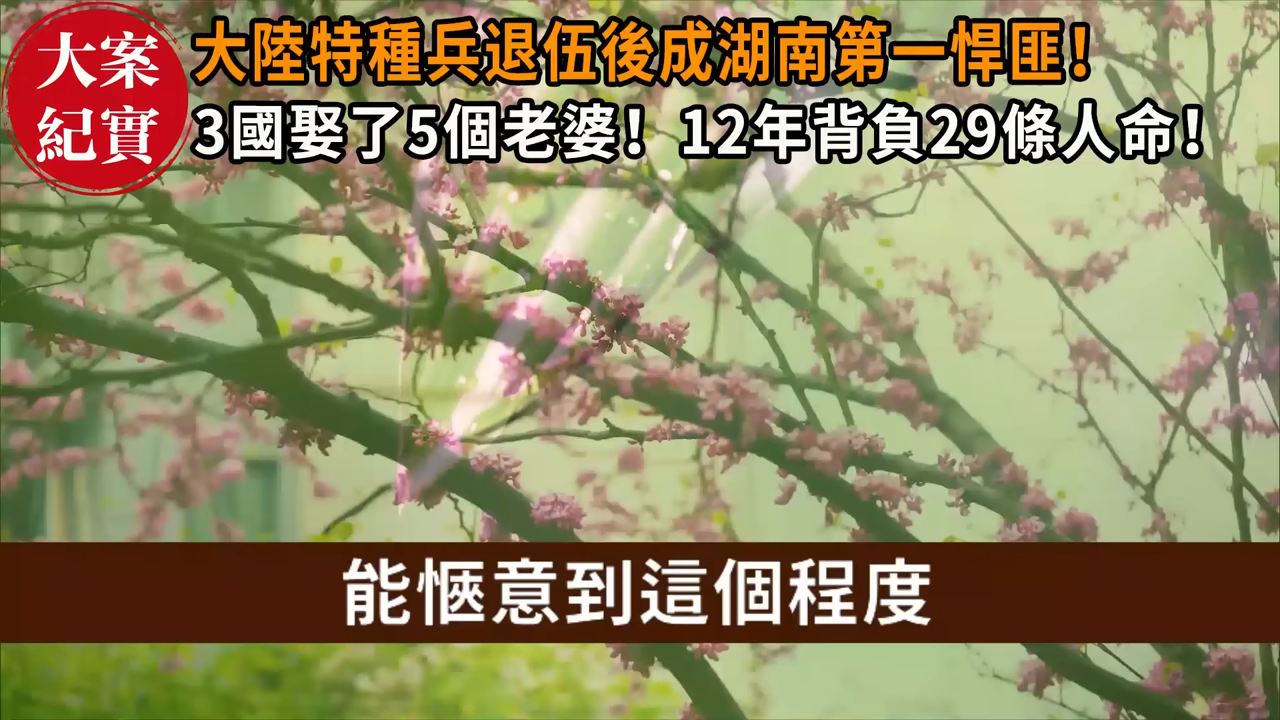 大案
紀實
大陸特種兵退伍後成湖南第一悍匪！
3國娶了5個老婆！12年背負29條人命！
能愜意到這個程度